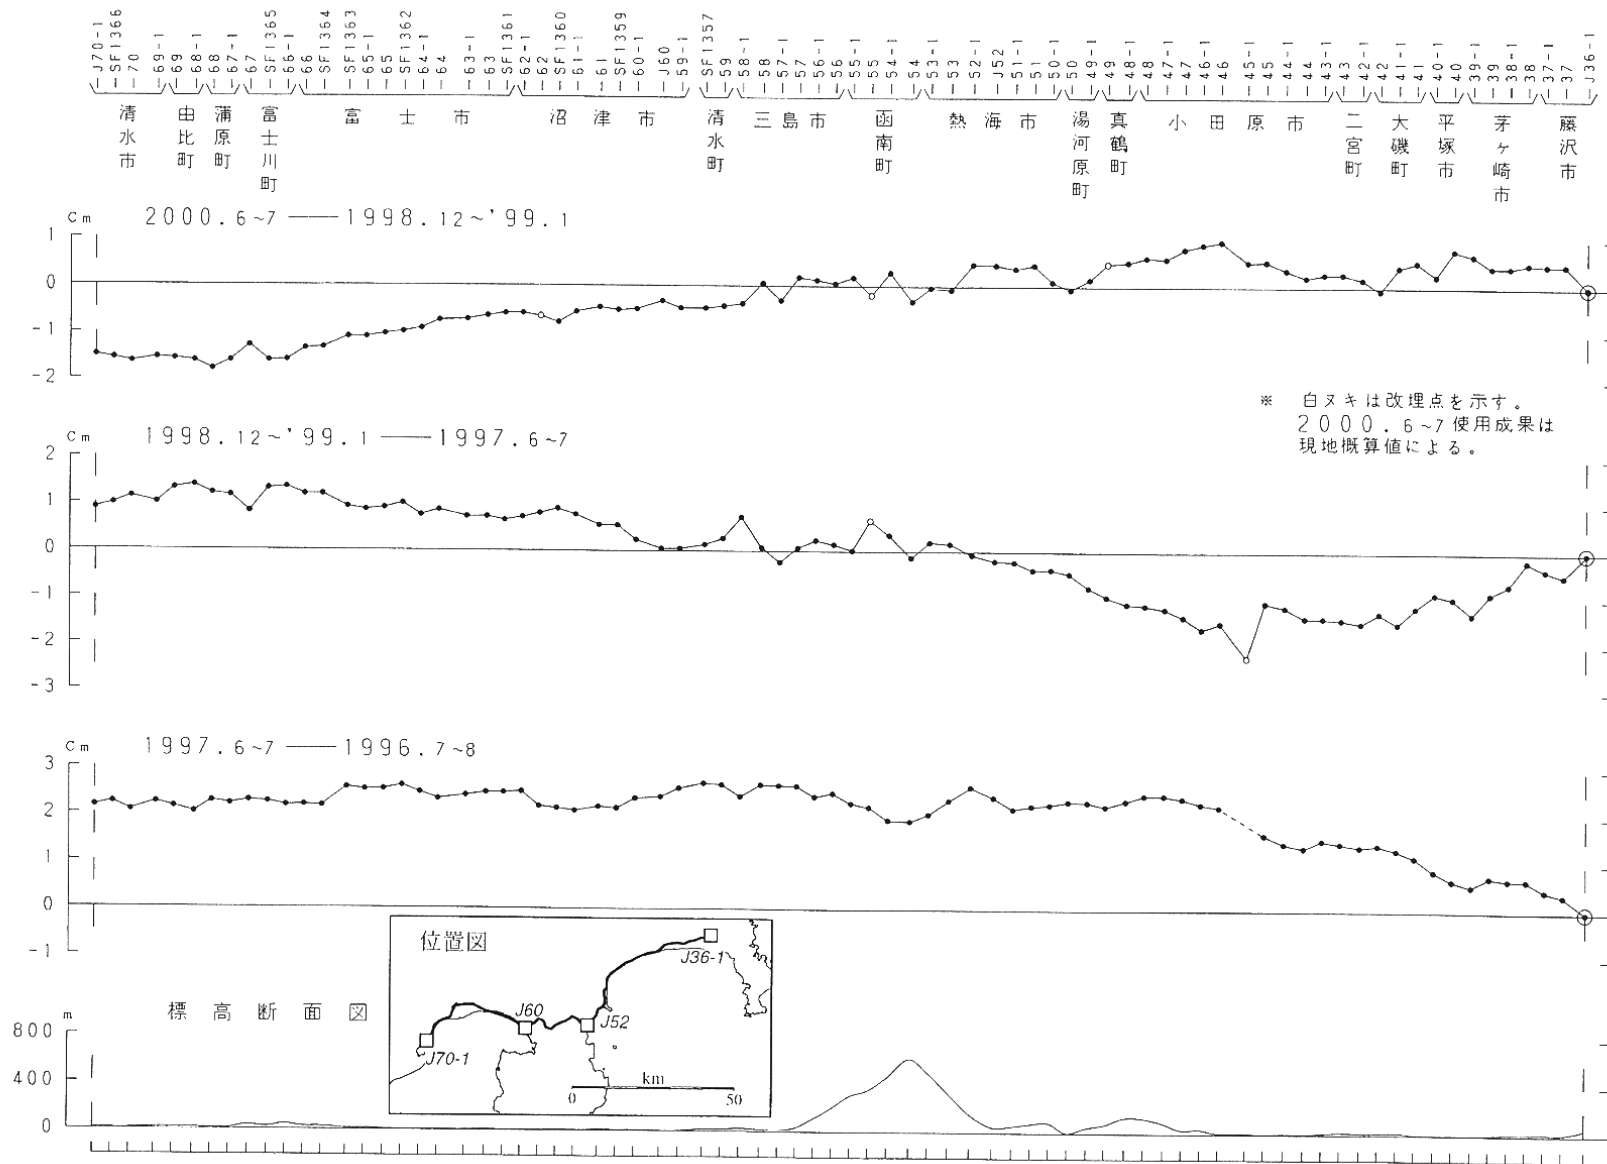 J70-1
SF1366
70
69-1
69
68-1
68
67-1
67
SF1365
66-1
66
SF1364
SF1363
65-1
65
SF1362
64-1
64
63-1
63
SF1361
62-1
62
SF1360
61-1
61
SF1359
60-1
J60
59-1
SF1357
59
58-1
58
57-1
57
56-1
56
55-1
55
54-1
54
53-1
53
52-1
J52
51-1
51
50-1
50
49-1
49
48-1
48
47-1
47
46-1
46
45-1
45
44-1
44
43-1
43
42-1
42
41-1
41
40-1
40
39-1
39
38-1
38
37-1
37
J36-1
清水市
由比町
蒲原町
富士川町
富士市
沼津市
清水町
三島市
函南町
熱海市
湯河原町
真鶴町
小田原市
二宮町
大磯町
平塚市
茅ヶ崎市
藤沢市
Cm
2000.6~7──1998.12~'99.1
1
0
-1
-2
※ 白ヌキは改埋点を示す。
2000.6~7使用成果は
現地概算値による。
Cm
1998.12~'99.1──1997.6~7
2
1
0
-1
-2
-3
Cm
1997.6~7──1996.7~8
3
2
1
0
-1
位置図
J36-1
J60
J52
J70-1
km
0
50
標高断面図
m
800
400
0